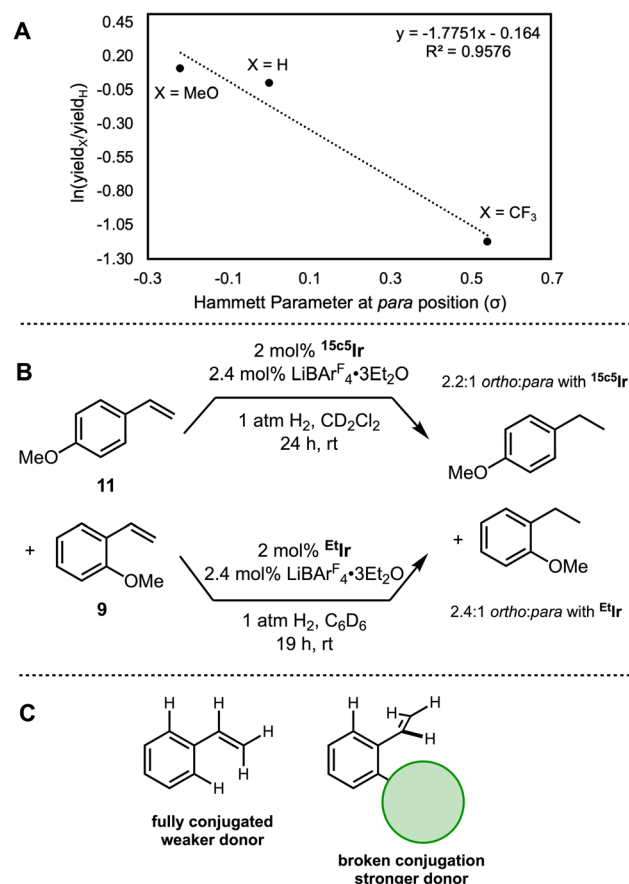 A
0.45
0.20
-0.05
-0.30
-0.55
-0.80
-1.05
-1.30
ln(yieldX/yieldH)
y = -1.7751x - 0.164
R² = 0.9576
X = H
X = MeO
X = CF₃
-0.3
-0.1
0.1
0.3
0.5
0.7
Hammett Parameter at para position (σ)
B
2 mol% ¹⁵ᶜ⁵Ir
2.4 mol% LiBArF₄•3Et₂O
1 atm H₂, CD₂Cl₂
24 h, rt
2.2:1 ortho:para with ¹⁵ᶜ⁵Ir
MeO
11
MeO
+
OMe
9
2 mol% ᴱᵗIr
2.4 mol% LiBArF₄•3Et₂O
1 atm H₂, C₆D₆
19 h, rt
+
OMe
2.4:1 ortho:para with ᴱᵗIr
C
H
H
H
H
H
fully conjugated
weaker donor
H
H
H
H
broken conjugation
stronger donor